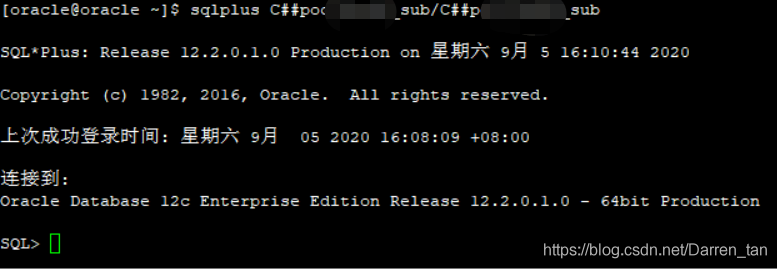 [oracle@oracle ~]$ sqlplus C##poc _sub/C##p _sub
SQL*Plus: Release 12.2.0.1.0 Production on 星期六 9月 5 16:10:44 2020
Copyright (c) 1982, 2016, Oracle.  All rights reserved.
上次成功登录时间: 星期六 9月  05 2020 16:08:09 +08:00
连接到:
Oracle Database 12c Enterprise Edition Release 12.2.0.1.0 - 64bit Production
SQL>
https://blog.csdn.net/Darren_tan